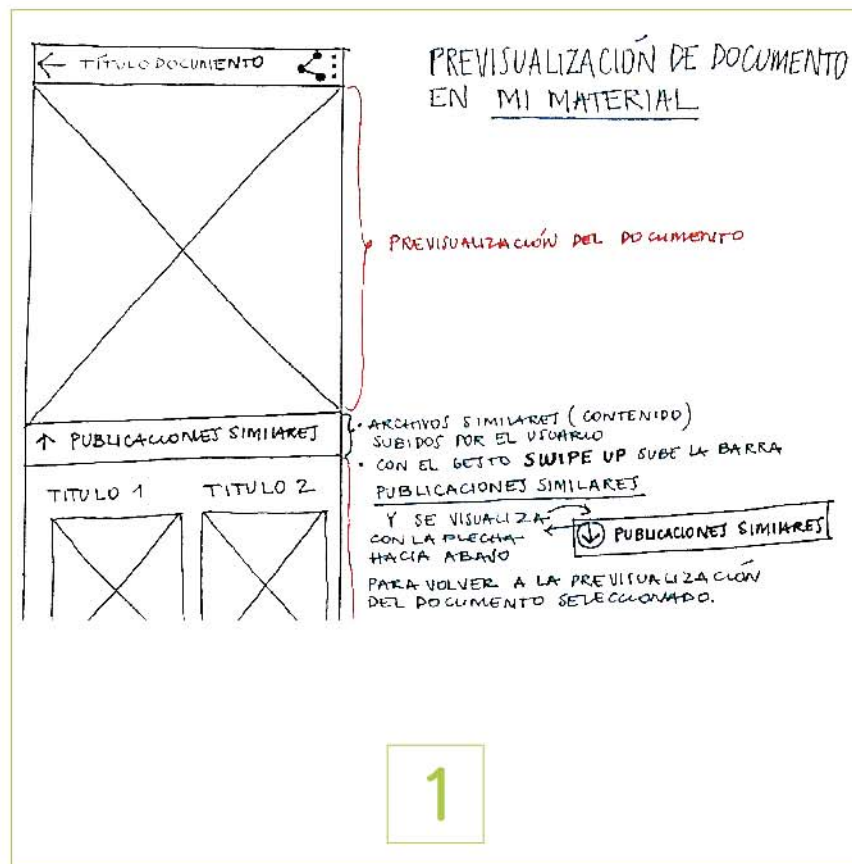 ← TÍTULO DOCUMENTO
PREVISUALIZACIÓN DE DOCUMENTO
EN MI MATERIAL
PREVISUALIZACIÓN DEL DOCUMENTO
↑ PUBLICACIONES SIMILARES
TITULO 1 TITULO 2
• ARCHIVOS SIMILARES (CONTENIDO)
SUBIDOS POR EL USUARIO
• CON EL GESTO SWIPE UP SUBE LA BARRA
PUBLICACIONES SIMILARES
Y SE VISUALIZA
CON LA FLECHA
HACIA ABAJO
↓ PUBLICACIONES SIMILARES
PARA VOLVER A LA PREVISUALIZACIÓN
DEL DOCUMENTO SELECCIONADO.
1